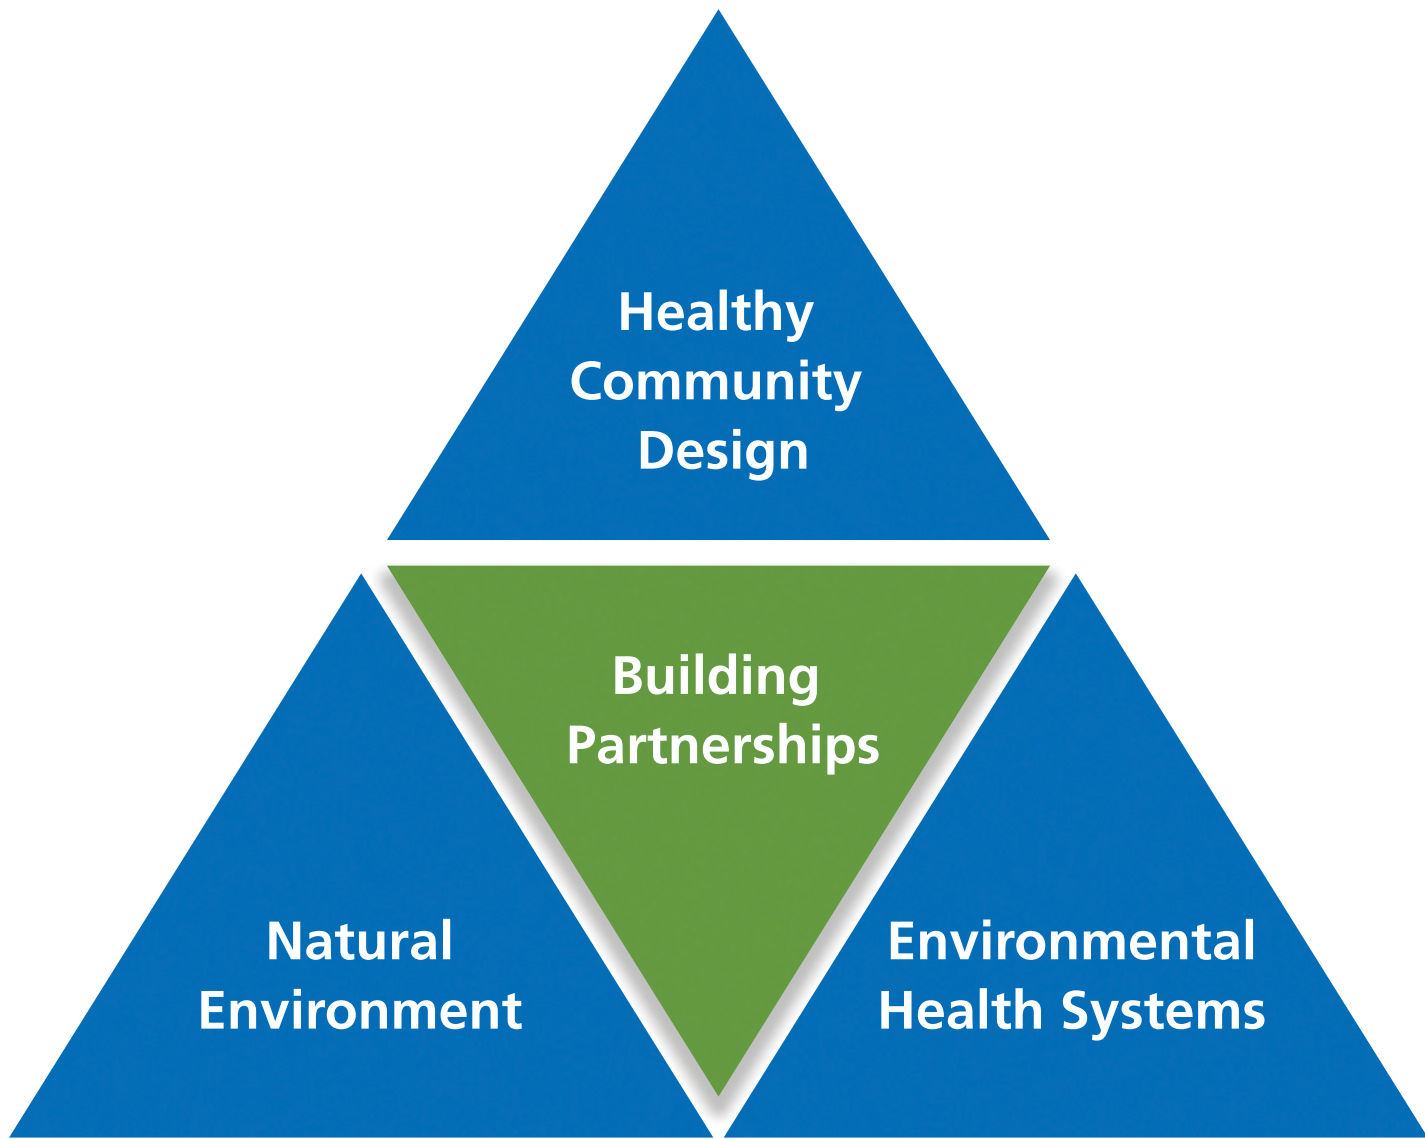 Healthy
Community
Design
Building
Partnerships
Natural
Environment
Environmental
Health Systems